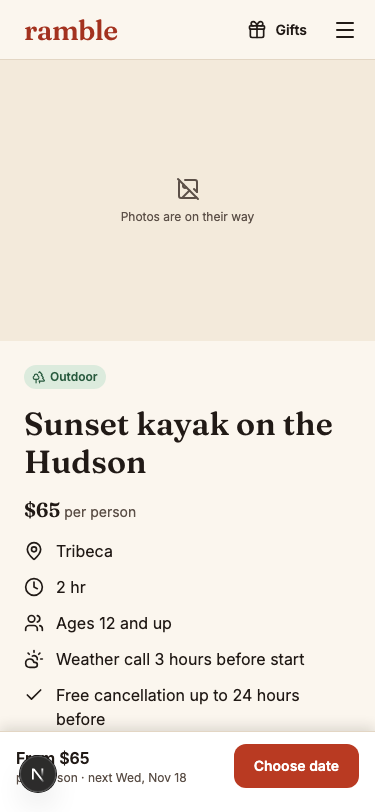 ramble
Gifts
Photos are on their way
Outdoor
Sunset kayak on the
Hudson
$65 per person
Tribeca
2 hr
Ages 12 and up
Weather call 3 hours before start
Free cancellation up to 24 hours
before
$65
· next Wed, Nov 18
Choose date
N